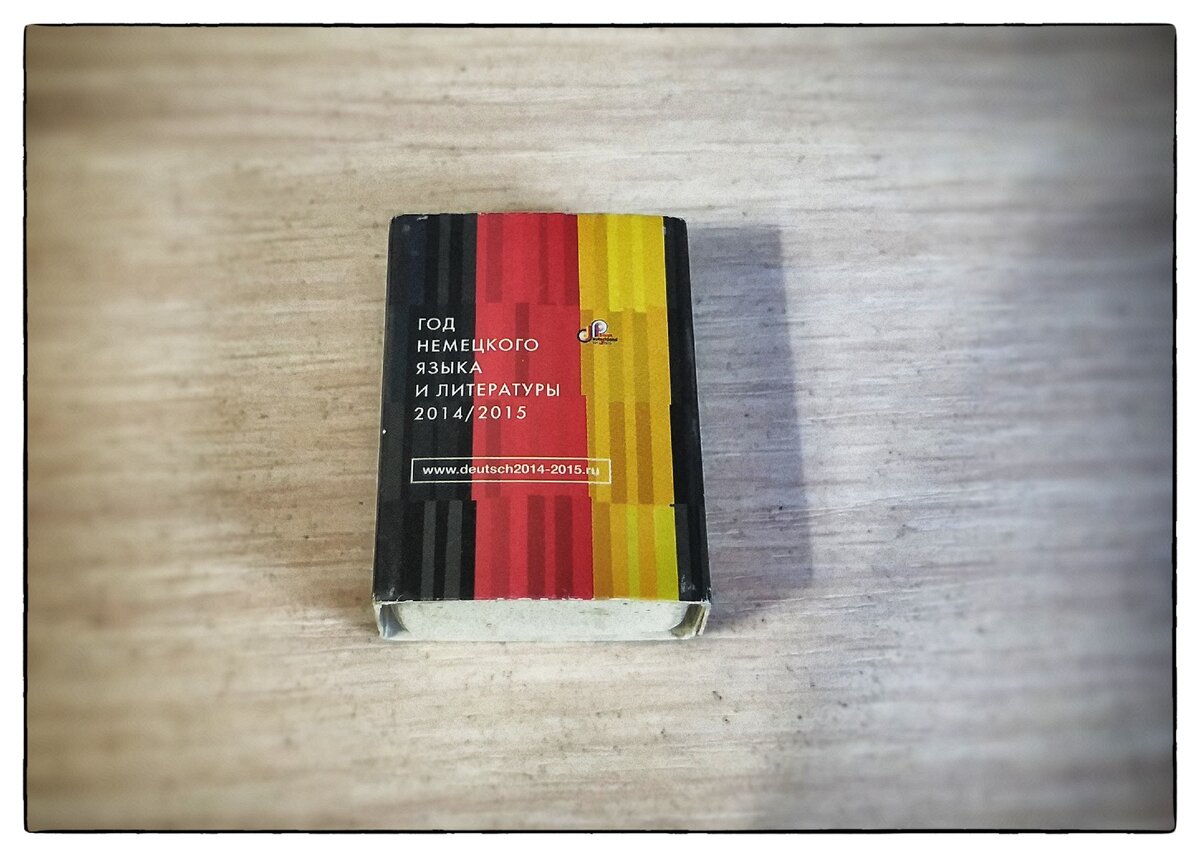 ГОД
НЕМЕЦКОГО
ЯЗЫКА
И ЛИТЕРАТУРЫ
2014/2015
www.deutsch2014-2015.ru